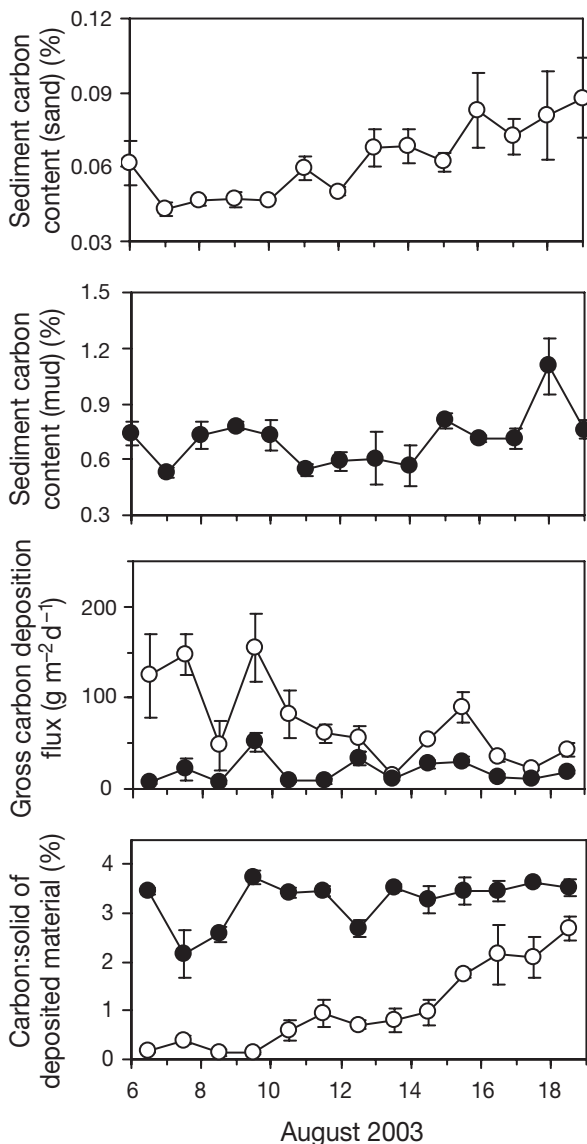 0.12
0.09
0.06
0.03
Sediment carbon
content (sand) (%)
1.5
1.2
0.9
0.6
0.3
Sediment carbon
content (mud) (%)
200
100
0
Gross carbon deposition
flux (g m⁻² d⁻¹)
4
3
2
1
0
Carbon:solid of
deposited material (%)
6 8 10 12 14 16 18
August 2003